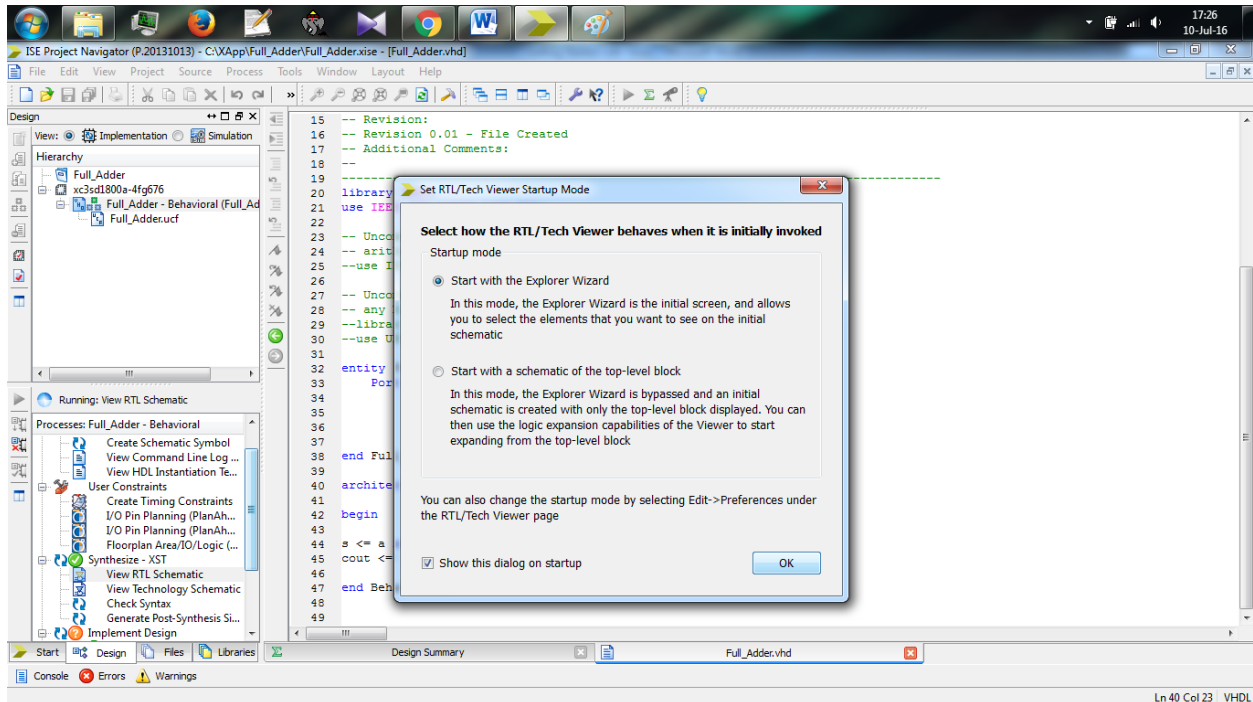 17:26
10-Jul-16
ISE Project Navigator (P.20131013) - C:\XApp\Full_Adder\Full_Adder.xise - [Full_Adder.vhd]
File Edit View Project Source Process Tools Window Layout Help
Design
View: Implementation Simulation
Hierarchy
Full_Adder
xc3sd1800a-4fg676
Full_Adder - Behavioral (Full_Ad
Full_Adder.ucf
Running: View RTL Schematic
Processes: Full_Adder - Behavioral
Create Schematic Symbol
View Command Line Log ...
View HDL Instantiation Te...
User Constraints
Create Timing Constraints
I/O Pin Planning (PlanAh...
I/O Pin Planning (PlanAh...
Floorplan Area/IO/Logic (...
Synthesize - XST
View RTL Schematic
View Technology Schematic
Check Syntax
Generate Post-Synthesis Si...
Implement Design
Start Design Files Libraries
15 -- Revision:
16 -- Revision 0.01 - File Created
17 -- Additional Comments:
18 --
19
20 library
21 use IEE
22
23 -- Unco
24 -- arit
25 --use I
26
27 -- Unco
28 -- any
29 --libra
30 --use U
31
32 entity
33 Por
34
35
36
37
38 end Ful
39
40 archite
41
42 begin
43
44 s <= a
45 cout <=
46
47 end Beh
48
49
Set RTL/Tech Viewer Startup Mode
Select how the RTL/Tech Viewer behaves when it is initially invoked
Startup mode
Start with the Explorer Wizard
In this mode, the Explorer Wizard is the initial screen, and allows
you to select the elements that you want to see on the initial
schematic
Start with a schematic of the top-level block
In this mode, the Explorer Wizard is bypassed and an initial
schematic is created with only the top-level block displayed. You can
then use the logic expansion capabilities of the Viewer to start
expanding from the top-level block
You can also change the startup mode by selecting Edit->Preferences under
the RTL/Tech Viewer page
Show this dialog on startup
OK
Design Summary
Full_Adder.vhd
Console Errors Warnings
Ln 40 Col 23 VHDL